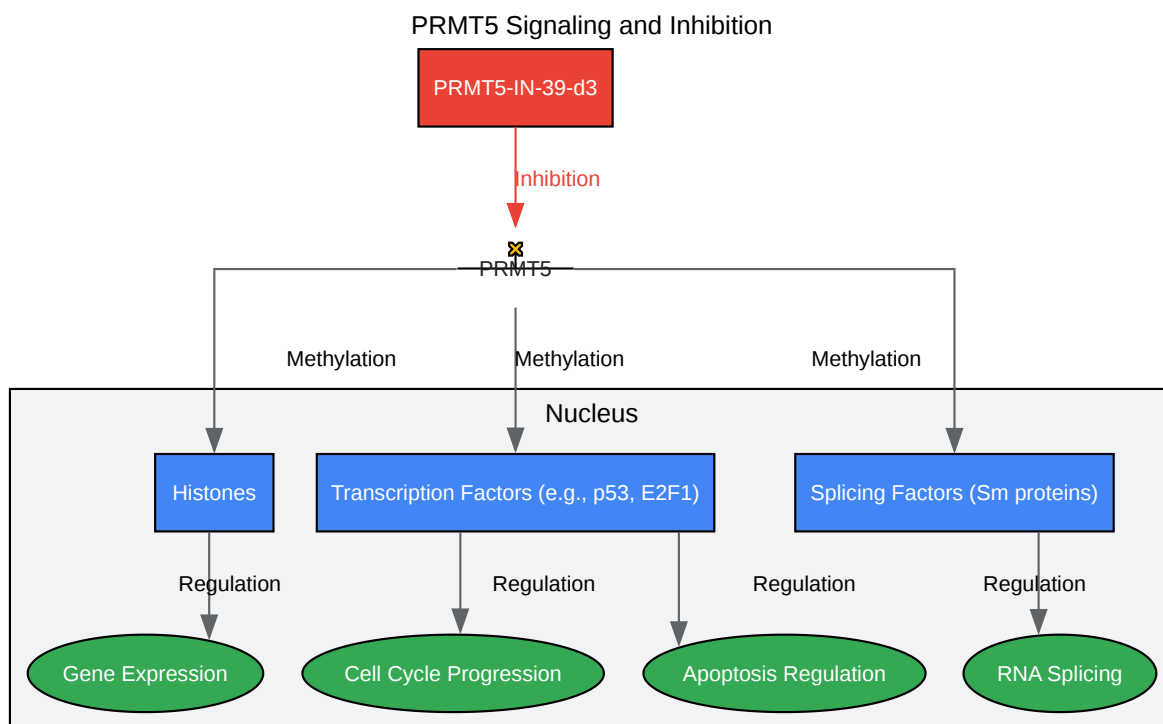 PRMT5 Signaling and Inhibition
PRMT5-IN-39-d3
Inhibition
PRMT5
Methylation
Methylation
Methylation
Nucleus
Histones
Transcription Factors (e.g., p53, E2F1)
Splicing Factors (Sm proteins)
Regulation
Regulation
Regulation
Regulation
Gene Expression
Cell Cycle Progression
Apoptosis Regulation
RNA Splicing